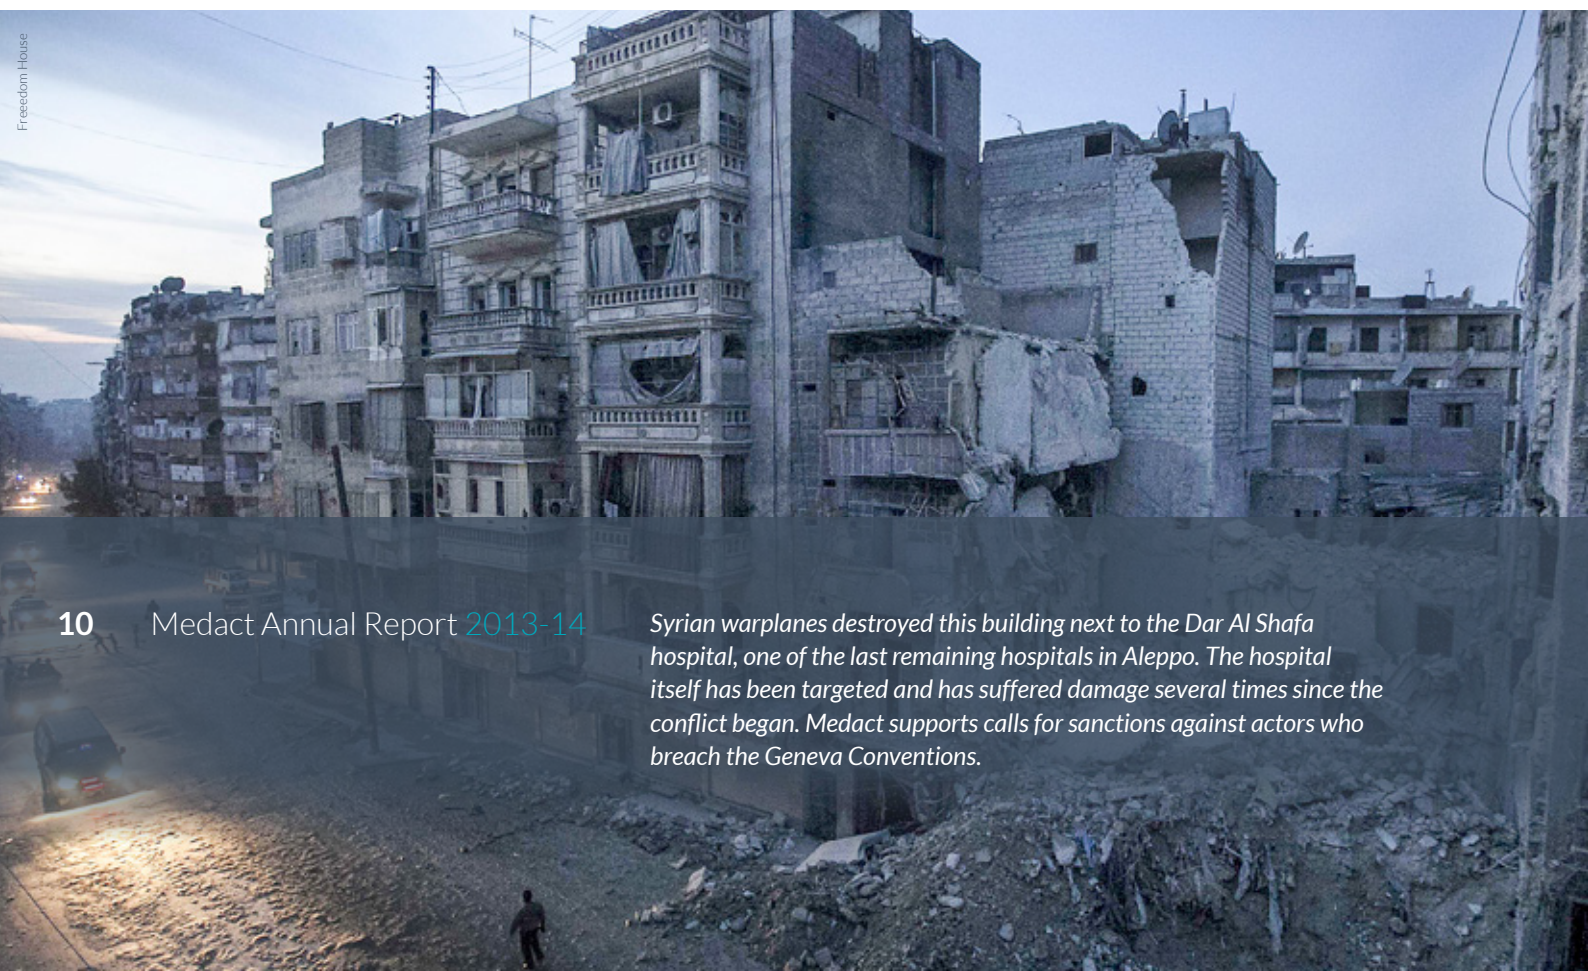 Freeedom House
10 Medact Annual Report 2013-14
Syrian warplanes destroyed this building next to the Dar Al Shafa
hospital, one of the last remaining hospitals in Aleppo. The hospital
itself has been targeted and has suffered damage several times since the
conflict began. Medact supports calls for sanctions against actors who
breach the Geneva Conventions.